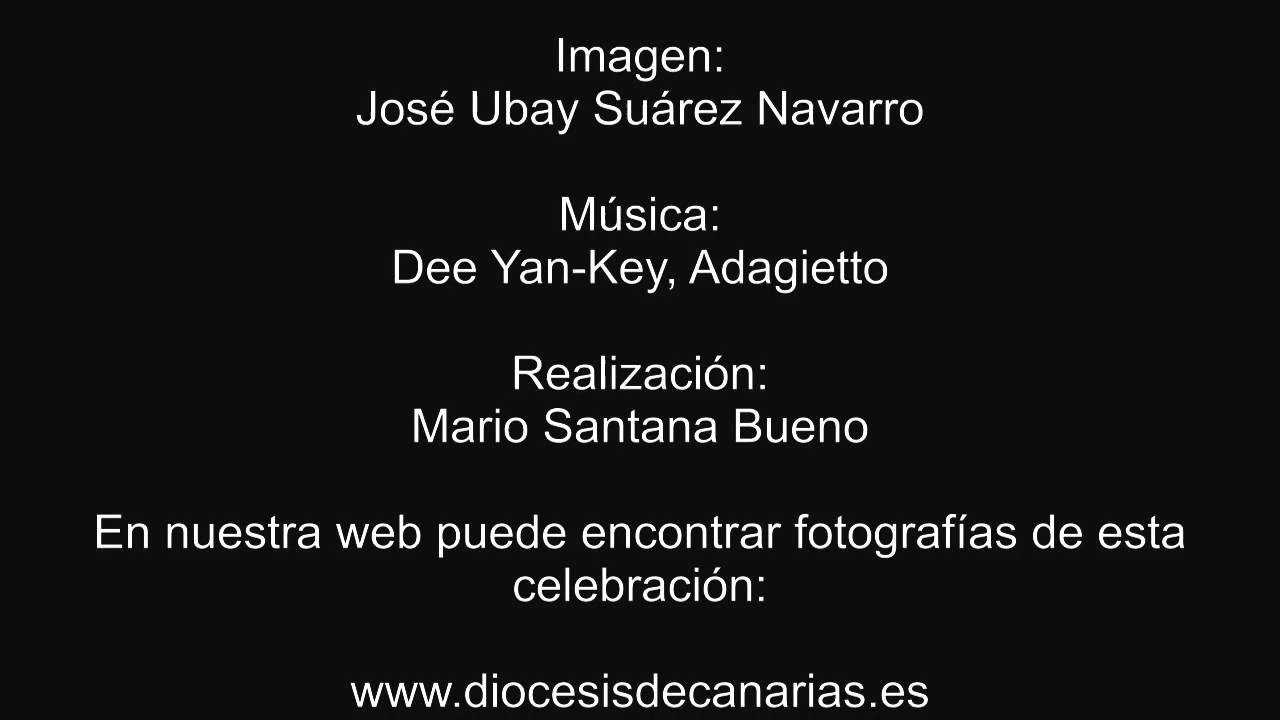 Imagen:
José Ubay Suárez Navarro
Música:
Dee Yan-Key, Adagietto
Realización:
Mario Santana Bueno
En nuestra web puede encontrar fotografías de esta
celebración:
www.diocesisdecanarias.es